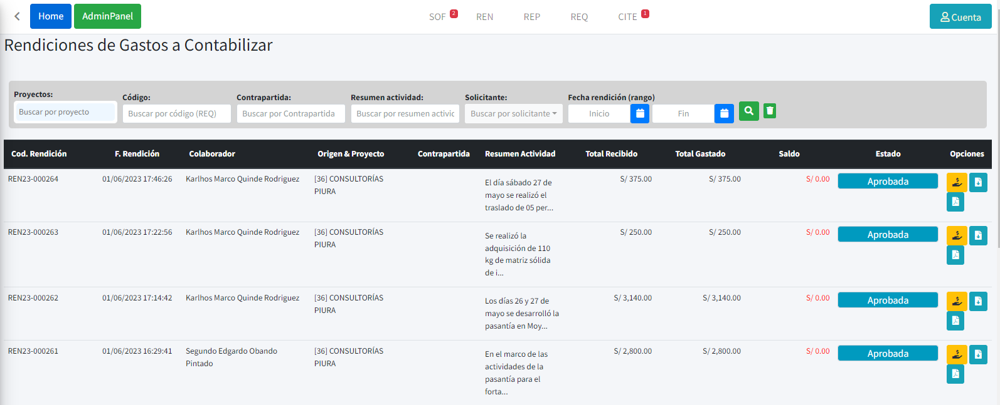 Home
AdminPanel
SOF 2
REN
REP
REQ
CITE 1
Cuenta
Rendiciones de Gastos a Contabilizar
Proyectos:
Buscar por proyecto
Código:
Buscar por código (REQ)
Contrapartida:
Buscar por Contrapartida
Resumen actividad:
Buscar por resumen activic
Solicitante:
Buscar por solicitante
Fecha rendición (rango)
Inicio
Fin
Cod. Rendición F. Rendición Colaborador Origen & Proyecto Contrapartida Resumen Actividad Total Recibido Total Gastado Saldo Estado Opciones
REN23-000264
01/06/2023 17:46:26
Karlhos Marco Quinde Rodriguez
[36] CONSULTORÍAS
PIURA
El día sábado 27 de
mayo se realizó el
traslado de 05 per...
S/ 375.00
S/ 375.00
S/ 0.00
Aprobada
REN23-000263
01/06/2023 17:22:56
Karlhos Marco Quinde Rodriguez
[36] CONSULTORÍAS
PIURA
Se realizó la
adquisición de 110
kg de matriz sólida
de i...
S/ 250.00
S/ 250.00
S/ 0.00
Aprobada
REN23-000262
01/06/2023 17:14:42
Karlhos Marco Quinde Rodriguez
[36] CONSULTORÍAS
PIURA
Los días 26 y 27 de
mayo se desarrolló la
pasantía en Moy...
S/ 3,140.00
S/ 3,140.00
S/ 0.00
Aprobada
REN23-000261
01/06/2023 16:29:41
Segundo Edgardo Obando
Pintado
[36] CONSULTORÍAS
PIURA
En el marco de las
actividades de la
pasantía para el
forta...
S/ 2,800.00
S/ 2,800.00
S/ 0.00
Aprobada